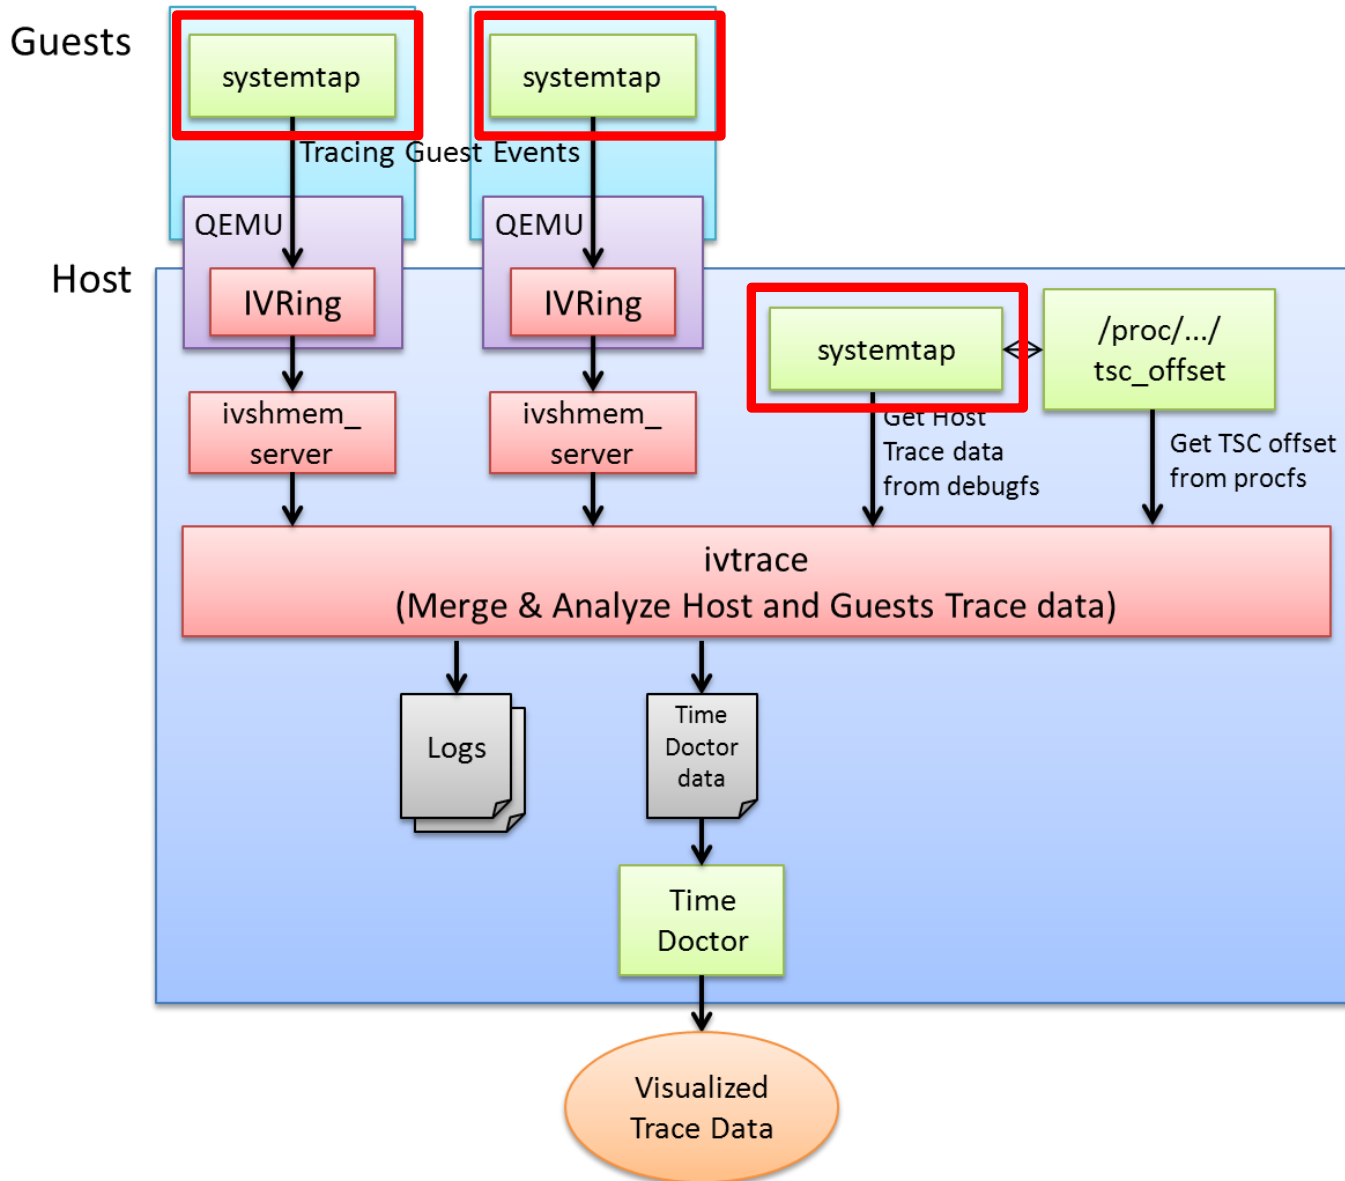 Guests
systemtap
systemtap
Tracing Guest Events
QEMU
QEMU
Host
IVRing
IVRing
systemtap
/proc/.../
tsc_offset
ivshmem_
server
ivshmem_
server
Get Host
Trace data
from debugfs
Get TSC offset
from procfs
ivtrace
(Merge & Analyze Host and Guests Trace data)
Logs
Time
Doctor
data
Time
Doctor
Visualized
Trace Data